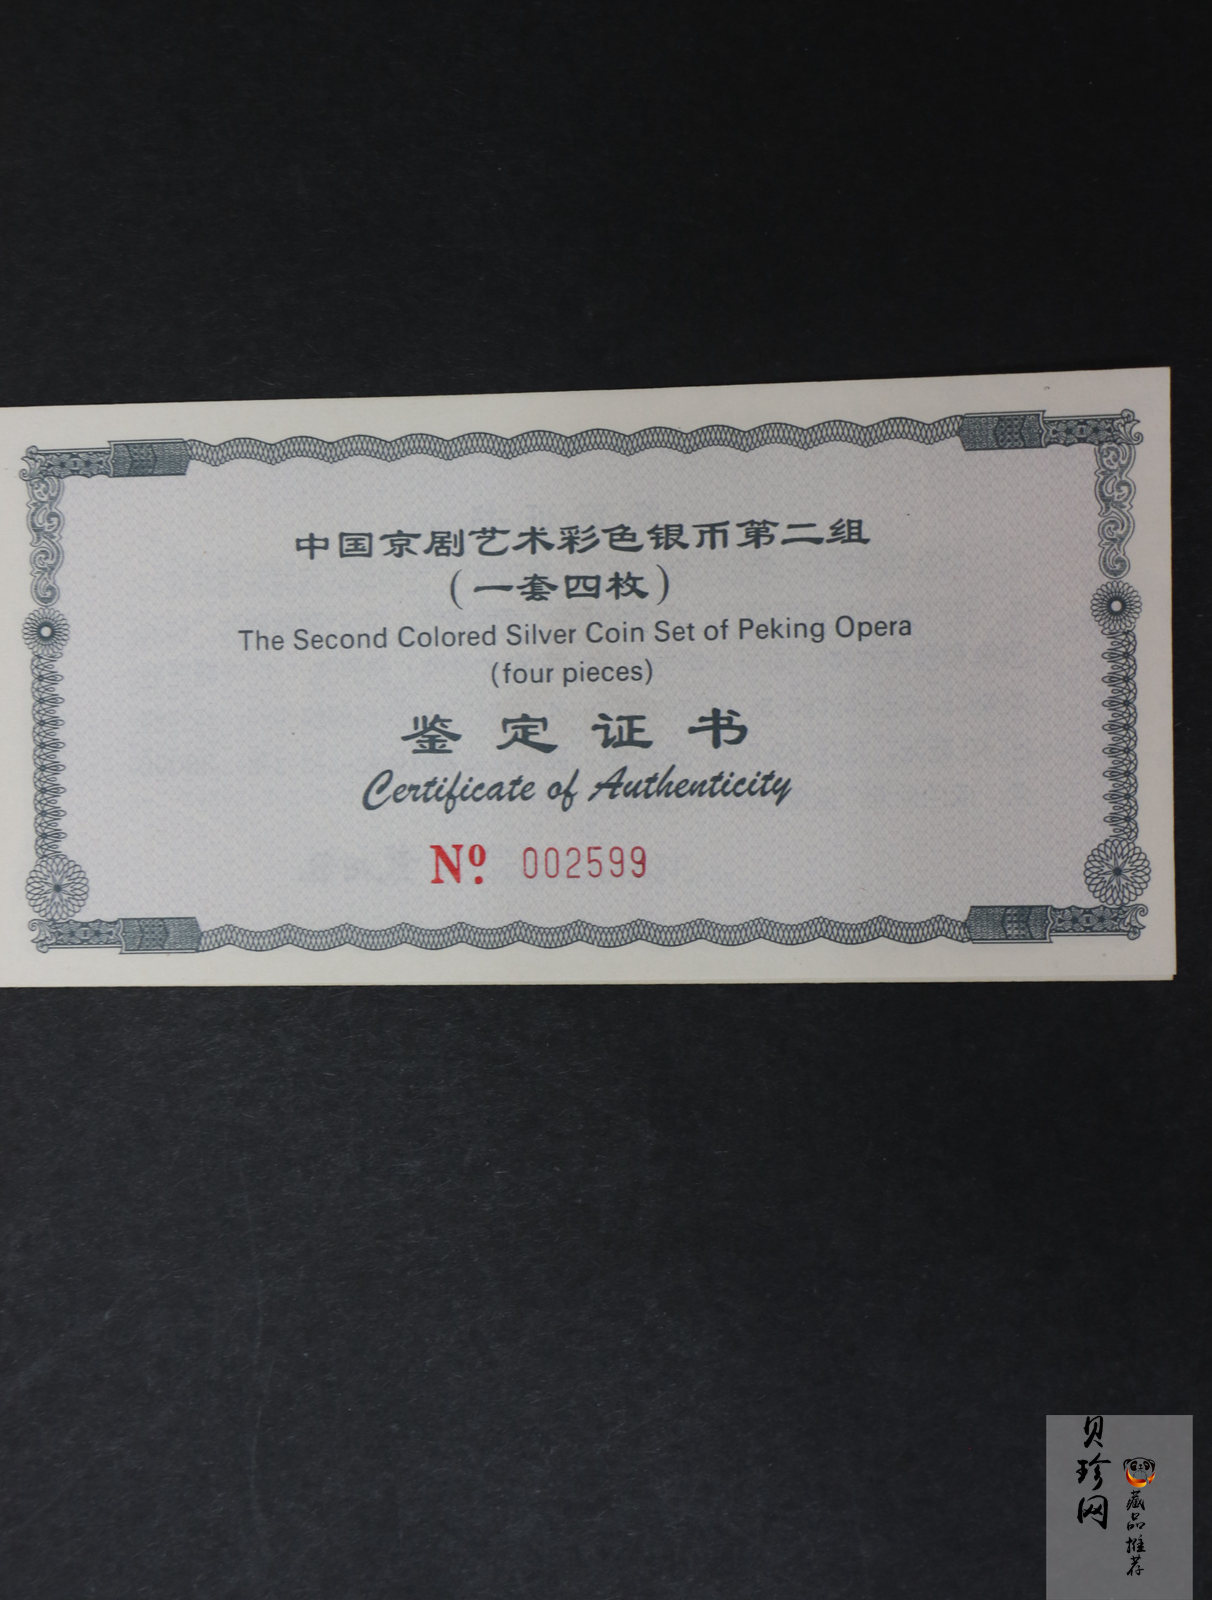 中国京剧艺术彩色银币第二组
（一套四枚）
The Second Colored Silver Coin Set of Peking Opera
(four pieces)
鉴定证书
Certificate of Authenticity
Nº. 002599
贝珍网
藏品推荐